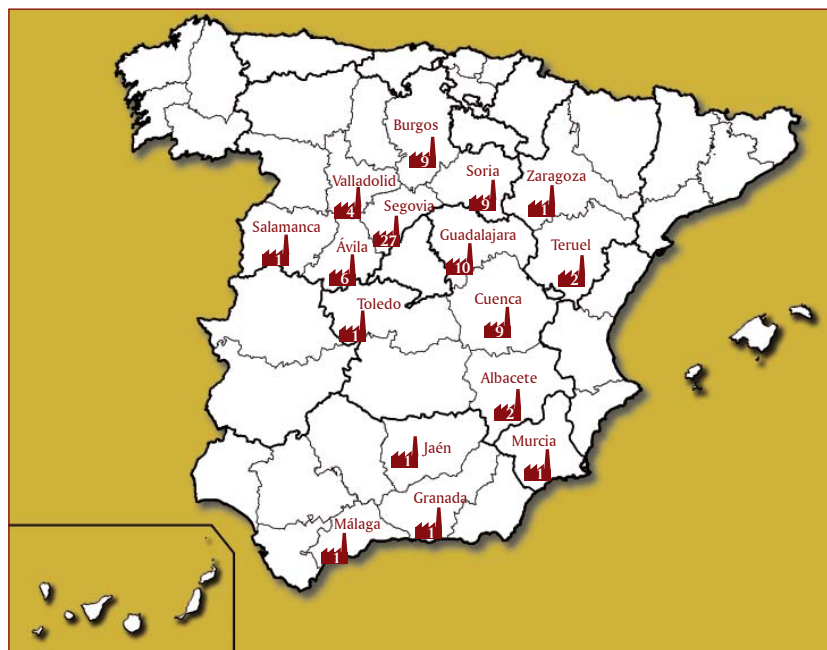 Burgos
9
Soria
9
Zaragoza
1
Valladolid
4
Segovia
27
Salamanca
1
Ávila
6
Guadalajara
10
Teruel
2
Toledo
1
Cuenca
9
Albacete
2
Jaén
1
Murcia
1
Granada
1
Málaga
1